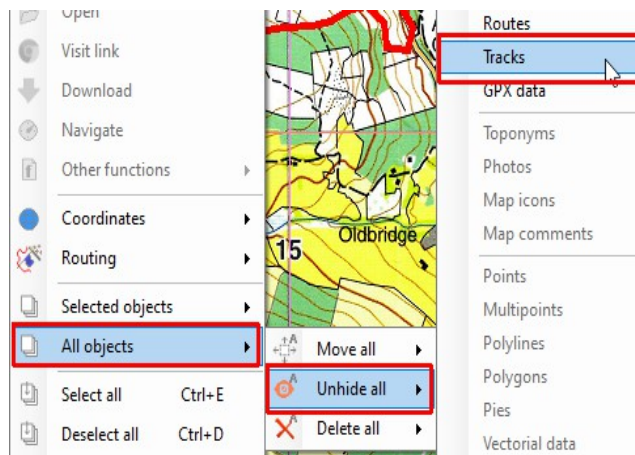 Open
Visit link
Download
Navigate
Other functions
Coordinates
Routing
Selected objects
All objects
Select all Ctrl+E
Deselect all Ctrl+D
15
Oldbridge
Move all
Unhide all
Delete all
Routes
Tracks
GPX data
Toponyms
Photos
Map icons
Map comments
Points
Multipoints
Polylines
Polygons
Pies
Vectorial data